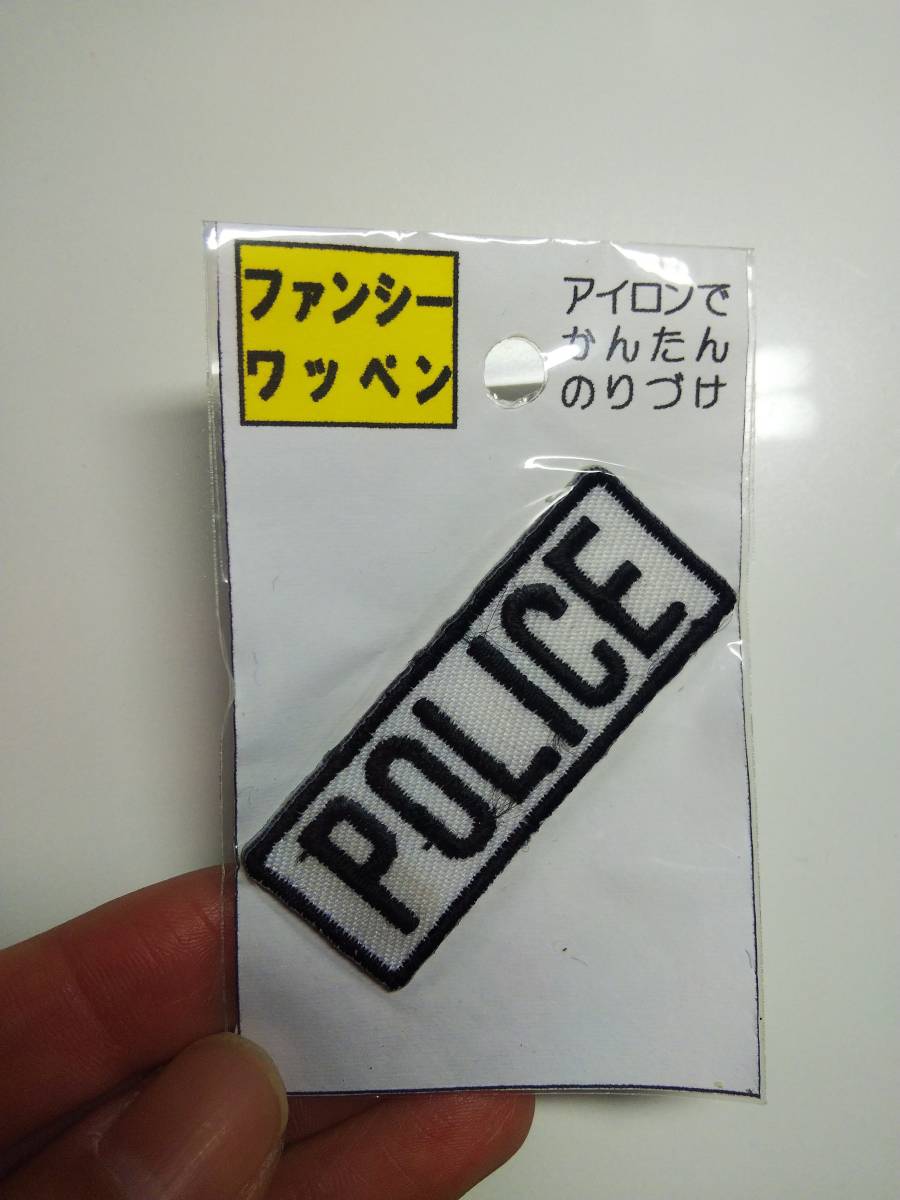 ファンシー
ワッペン
アイロンで
かんたん
のりづけ
POLICE